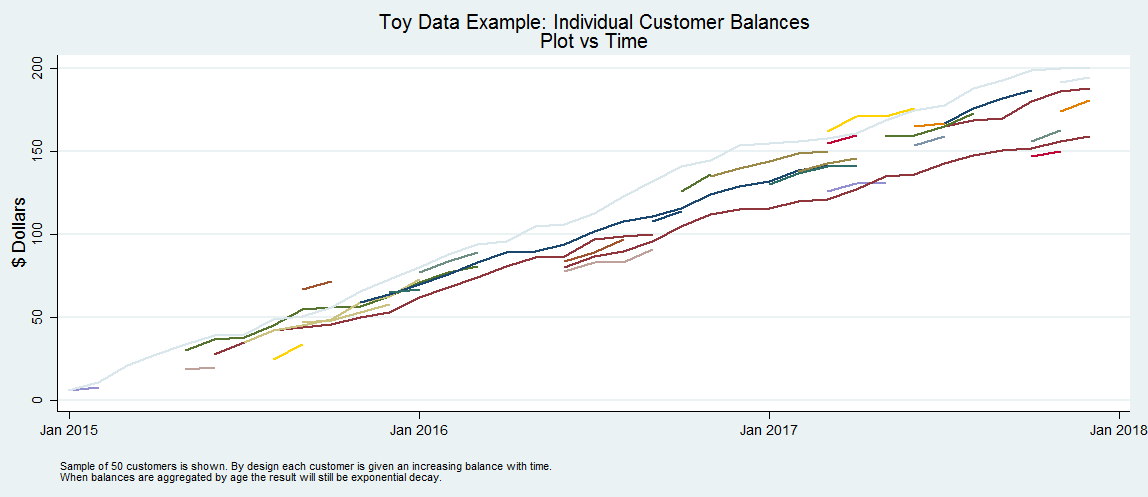 Toy Data Example: Individual Customer Balances
Plot vs Time
200
150
100
50
0
$ Dollars
Jan 2015
Jan 2016
Jan 2017
Jan 2018
Sample of 50 customers is shown. By design each customer is given an increasing balance with time.
When balances are aggregated by age the result will still be exponential decay.